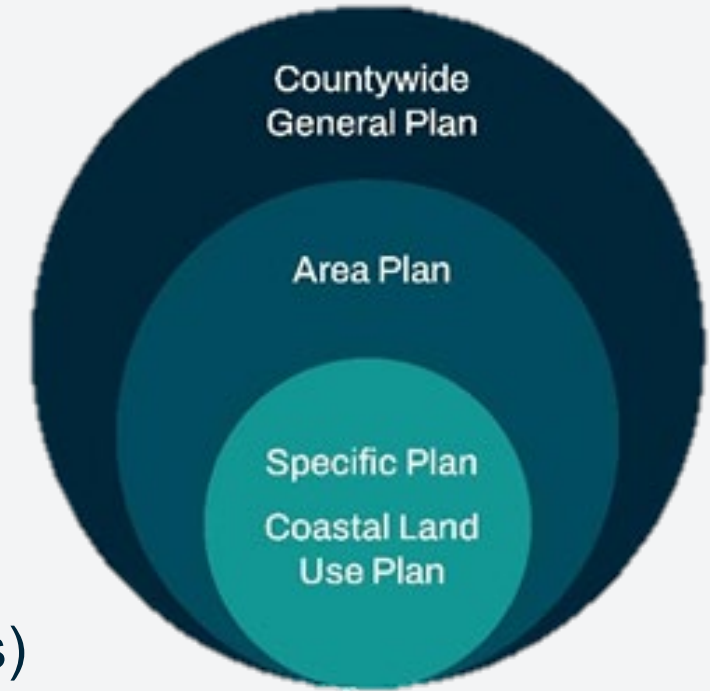 Countywide
General Plan
Area Plan
Specific Plan
Coastal Land
Use Plan
s)